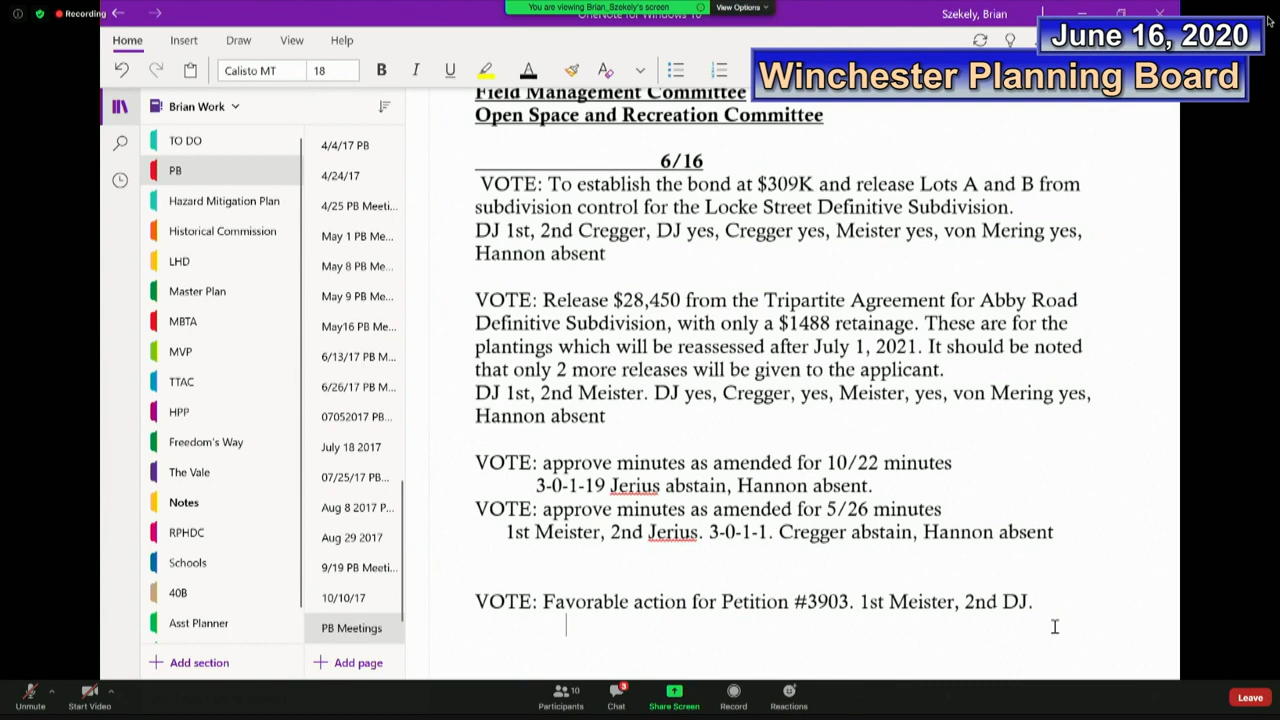 Recording
You are viewing Brian_Szekely's screen
View Options
Szekely, Brian
June 16, 2020
Winchester Planning Board
Home Insert Draw View Help
Calisto MT 18 B I U A
Brian Work
TO DO
PB
Hazard Mitigation Plan
Historical Commission
LHD
Master Plan
MBTA
MVP
TTAC
HPP
Freedom's Way
The Vale
Notes
RPHDC
Schools
40B
Asst Planner
+ Add section
4/4/17 PB
4/24/17
4/25 PB Meeti...
May 1 PB Me...
May 8 PB Me...
May 9 PB Me...
May16 PB Meet...
6/13/17 PB M...
6/26/17 PB M...
07052017 PB...
July 18 2017
07/25/17 PB...
Aug 8 2017 P...
Aug 29 2017
9/19 PB Meeti...
10/10/17
PB Meetings
+ Add page
Field Management Committee
Open Space and Recreation Committee
6/16
VOTE: To establish the bond at $309K and release Lots A and B from
subdivision control for the Locke Street Definitive Subdivision.
DJ 1st, 2nd Cregger, DJ yes, Cregger yes, Meister yes, von Mering yes,
Hannon absent
VOTE: Release $28,450 from the Tripartite Agreement for Abby Road
Definitive Subdivision, with only a $1488 retainage. These are for the
plantings which will be reassessed after July 1, 2021. It should be noted
that only 2 more releases will be given to the applicant.
DJ 1st, 2nd Meister. DJ yes, Cregger, yes, Meister, yes, von Mering yes,
Hannon absent
VOTE: approve minutes as amended for 10/22 minutes
3-0-1-19 Jerius abstain, Hannon absent.
VOTE: approve minutes as amended for 5/26 minutes
1st Meister, 2nd Jerius. 3-0-1-1. Cregger abstain, Hannon absent
VOTE: Favorable action for Petition #3903. 1st Meister, 2nd DJ.
Unmute
Start Video
Participants 10
Chat
Share Screen
Record
Reactions
Leave